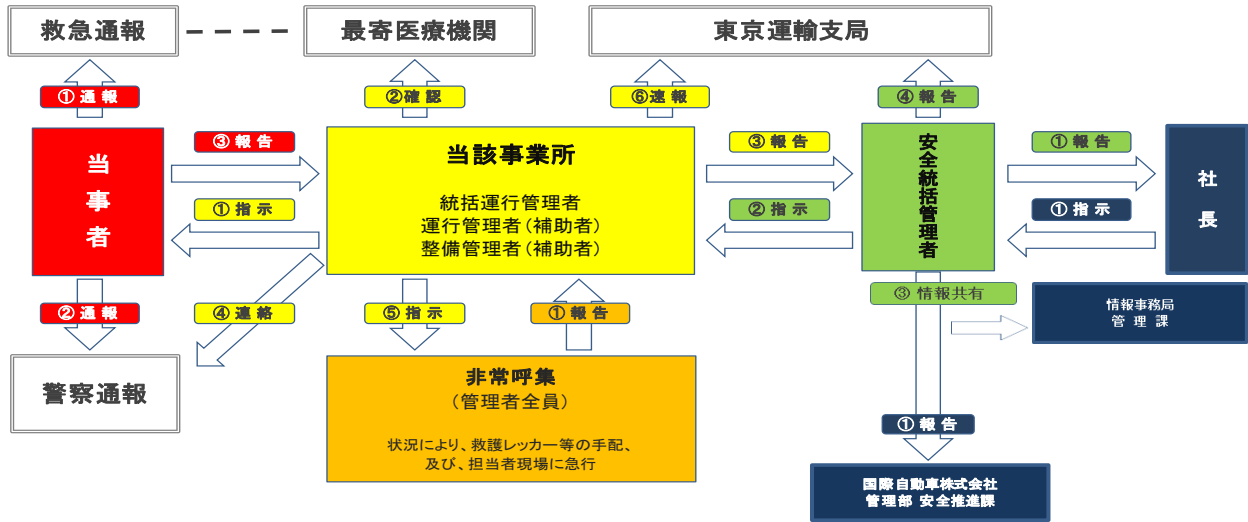 救急通報
最寄医療機関
東京運輸支局
①通報
②確認
⑥速報
④報告
当事者
③報告
①指示
当該事業所
統括運行管理者
運行管理者(補助者)
整備管理者(補助者)
③報告
②指示
安全統括管理者
①報告
①指示
社長
②通報
④連絡
⑤指示
①報告
③情報共有
情報事務局
管理課
警察通報
非常呼集
(管理者全員)
状況により、救護レッカー等の手配、
及び、担当者現場に急行
①報告
国際自動車株式会社
管理部 安全推進課